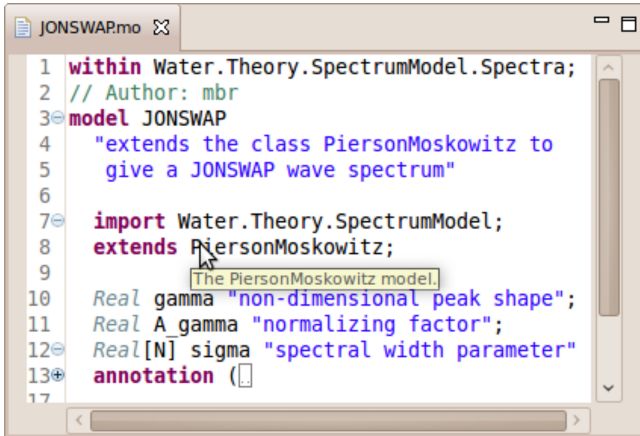 JONSWAP.mo
1 within Water.Theory.SpectrumModel.Spectra;
2 // Author: mbr
3 model JONSWAP
4 "extends the class PiersonMoskowitz to
5 give a JONSWAP wave spectrum"
6
7 import Water.Theory.SpectrumModel;
8 extends PiersonMoskowitz;
9
The PiersonMoskowitz model.
10 Real gamma "non-dimensional peak shape";
11 Real A_gamma "normalizing factor";
12 Real[N] sigma "spectral width parameter"
13 annotation (..
17